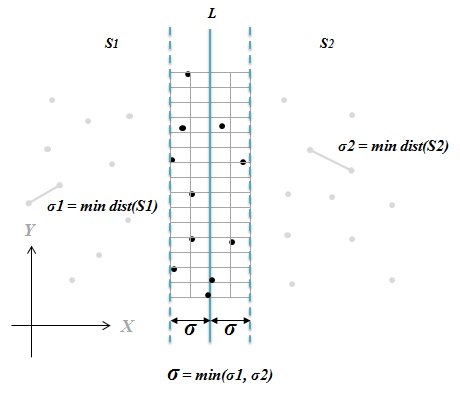 L
S1
S2
σ2 = min dist(S2)
σ1 = min dist(S1)
Y
X
σ σ
σ = min(σ1, σ2)